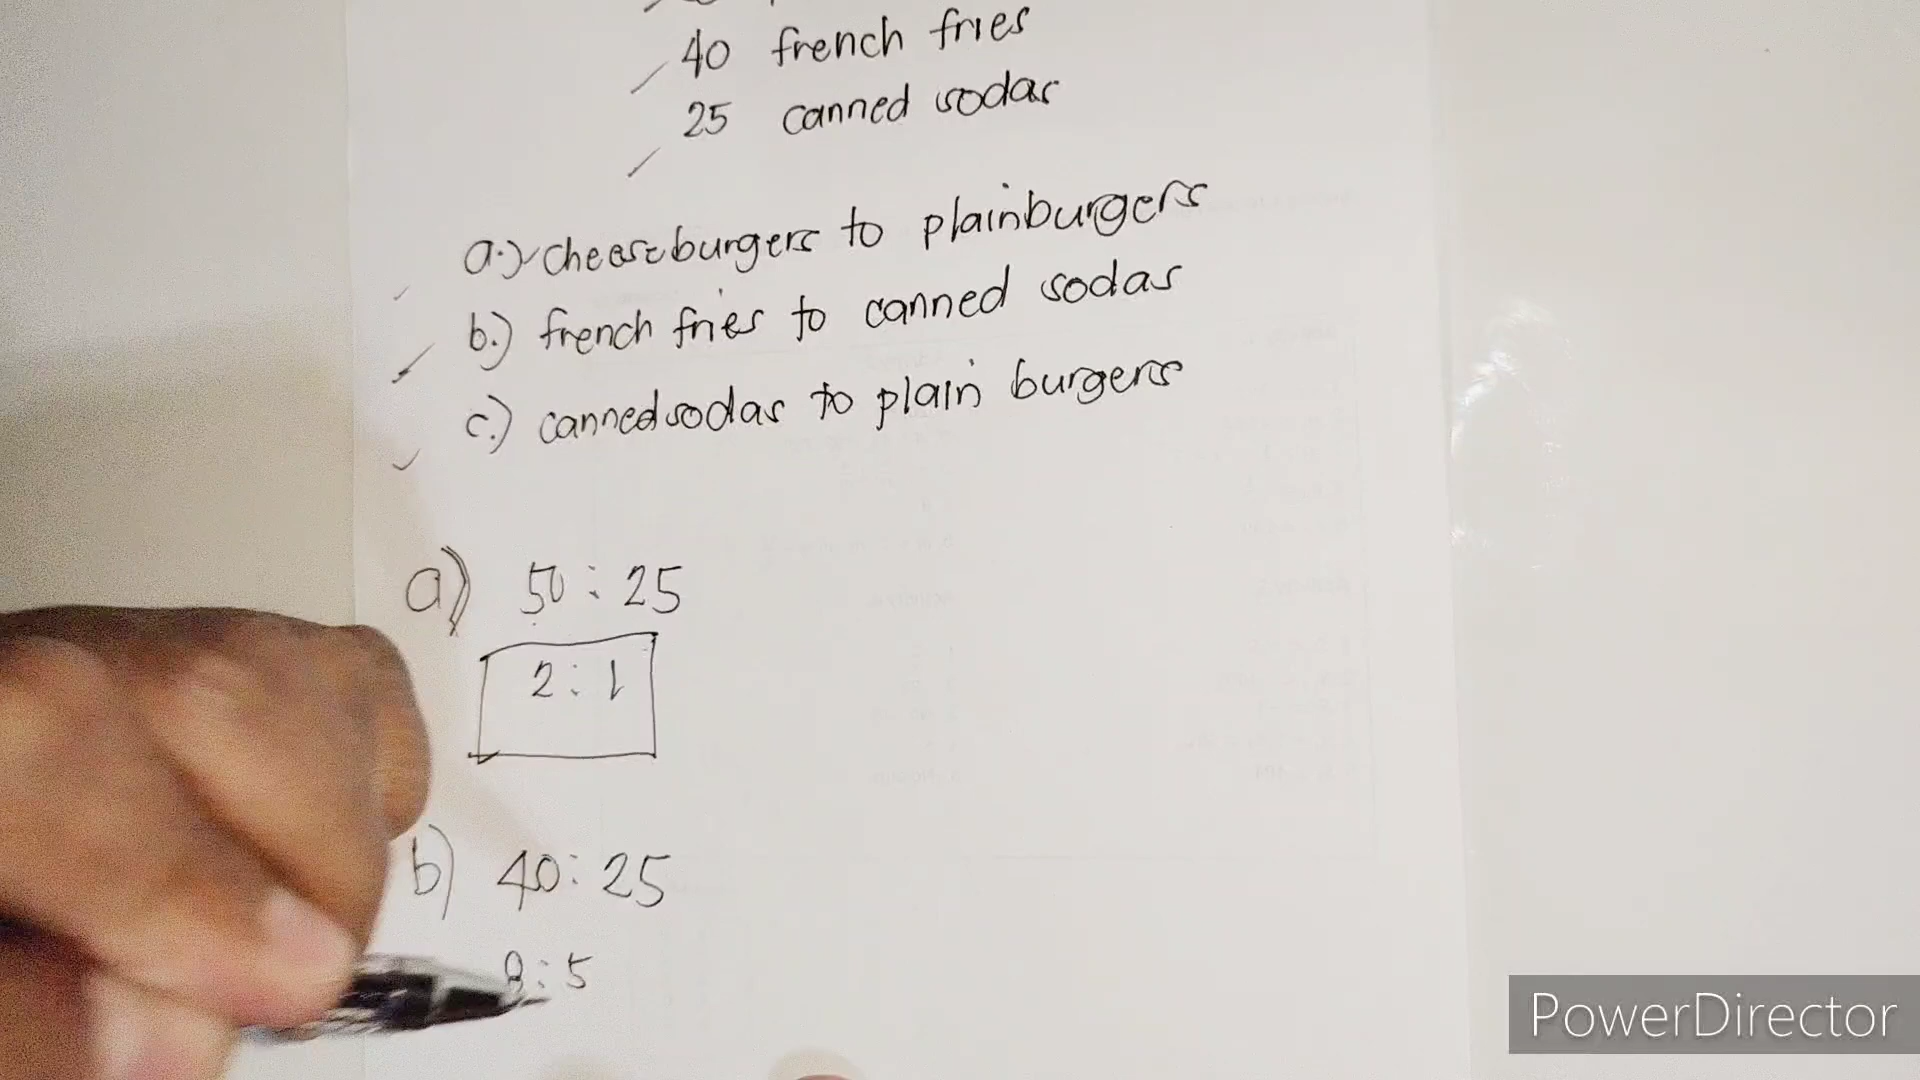 40 french fries
25 canned sodas
a.) cheeseburgers to plainburgers
b.) french fries to canned sodas
c.) canned sodas to plain burgers
a) 50 : 25
2 : 1
b) 40 : 25
8 : 5
PowerDirector